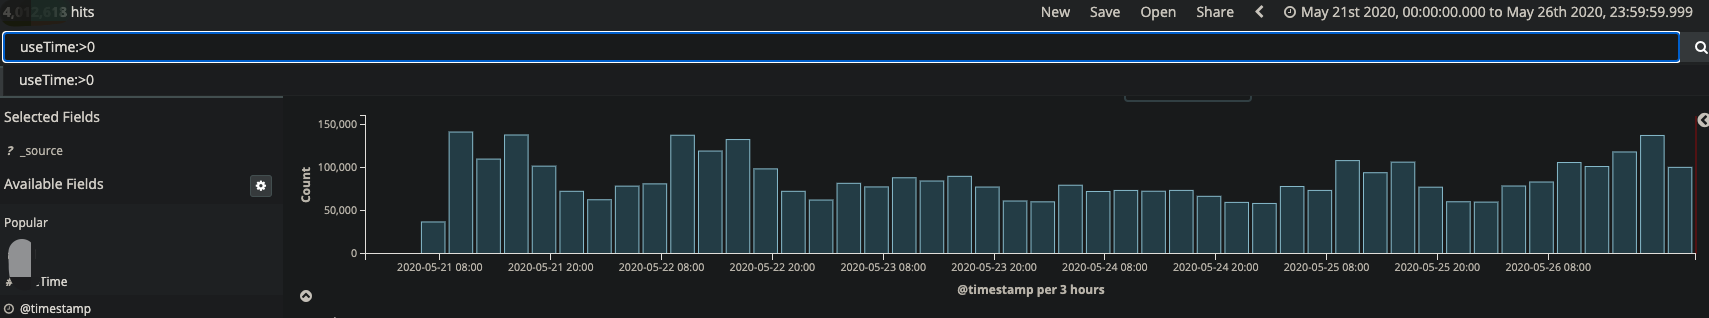 4,012,618 hits
New Save Open Share May 21st 2020, 00:00:00.000 to May 26th 2020, 23:59:59.999
useTime:>0
useTime:>0
Selected Fields
? _source
Available Fields
Popular
# Time
@timestamp
Count
150,000
100,000
50,000
0
2020-05-21 08:00 2020-05-21 20:00 2020-05-22 08:00 2020-05-22 20:00 2020-05-23 08:00 2020-05-23 20:00 2020-05-24 08:00 2020-05-24 20:00 2020-05-25 08:00 2020-05-25 20:00 2020-05-26 08:00
@timestamp per 3 hours